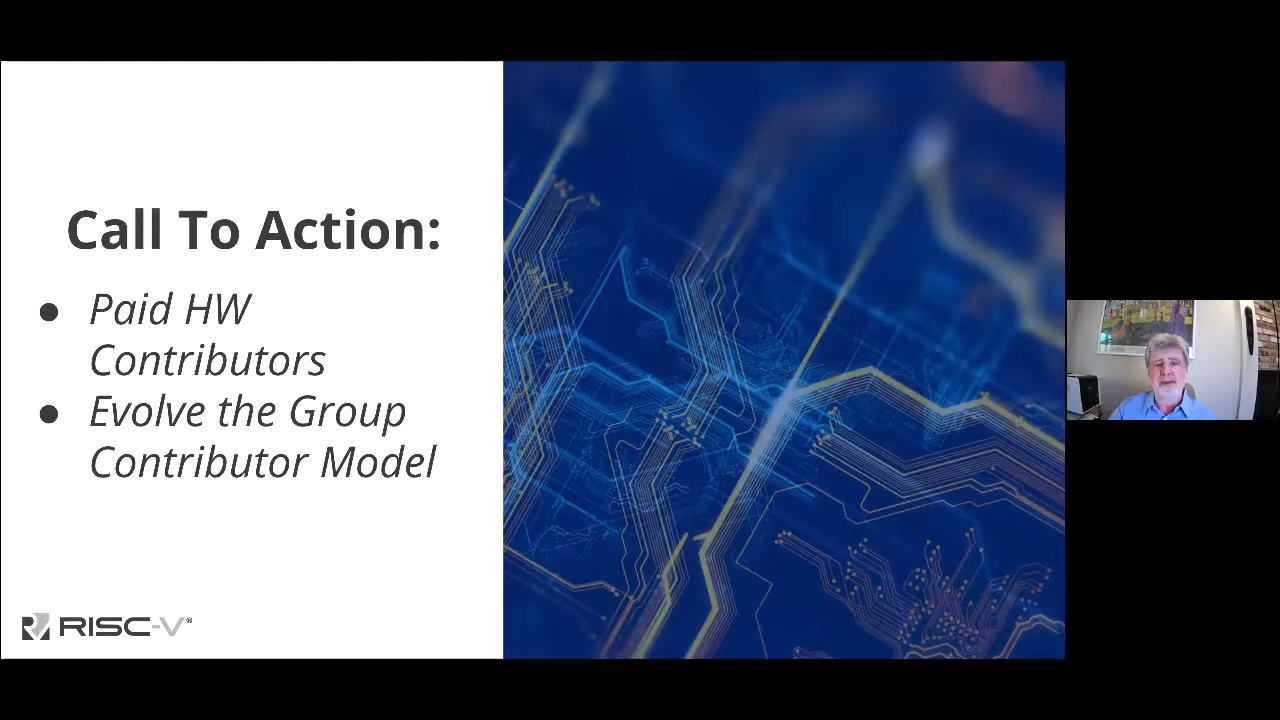 Call To Action:
● Paid HW
Contributors
● Evolve the Group
Contributor Model
RISC-V®